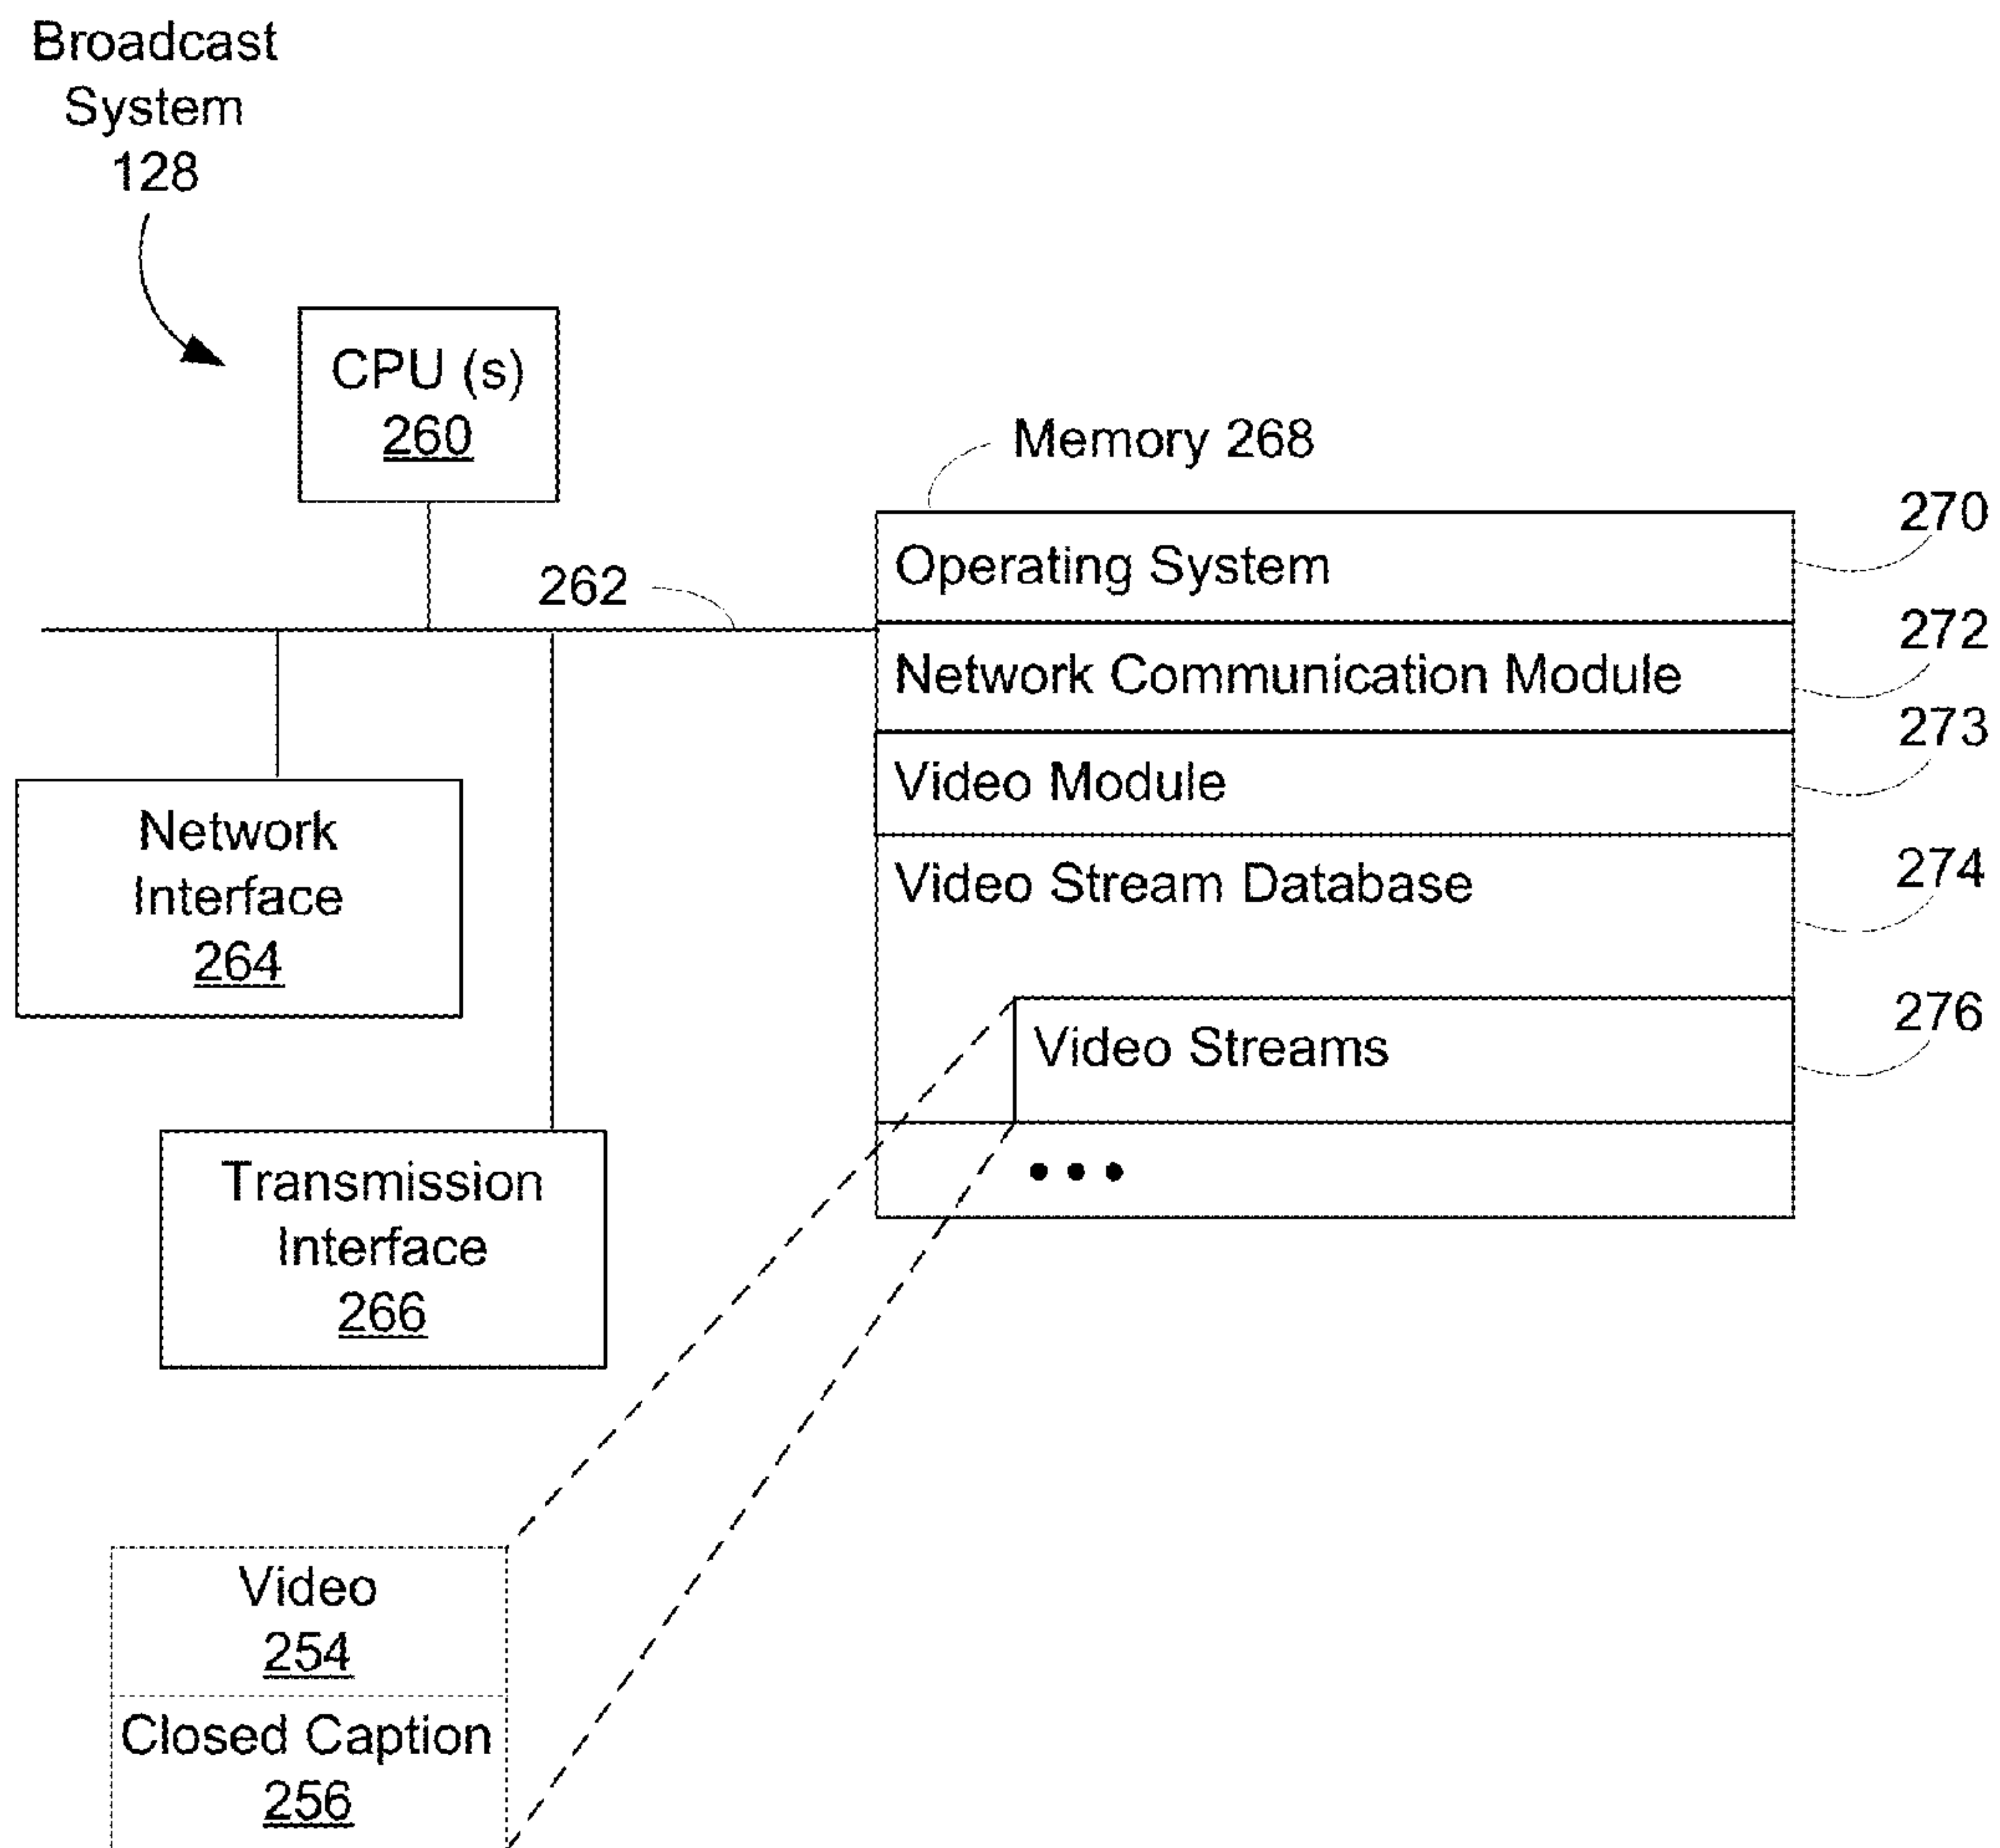 Broadcast
System
128
CPU (s)
260
Memory 268
262
Operating System
270
Network Communication Module
272
Video Module
273
Video Stream Database
274
Video Streams
276
•••
Network
Interface
264
Transmission
Interface
266
Video
254
Closed Caption
256